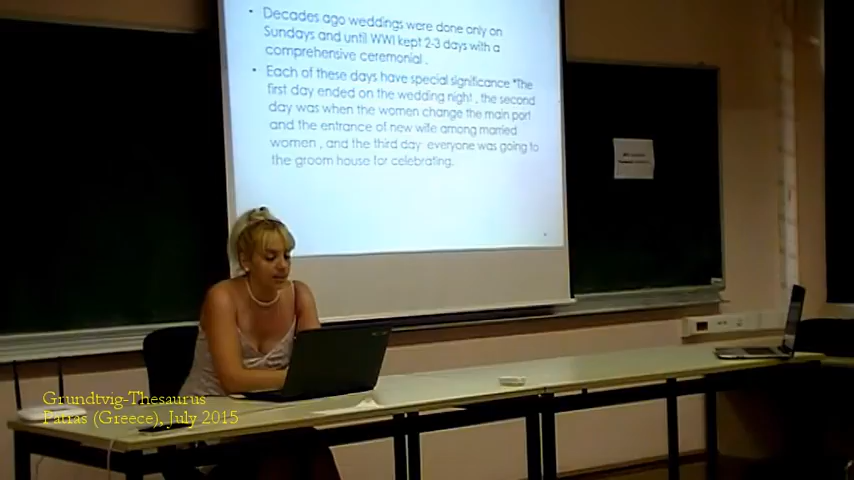 • Decades ago weddings were done only on
Sundays and until WWI kept 2-3 days with a
comprehensive ceremonial .
• Each of these days have special significance *The
first day ended on the wedding night , the second
day was when the women change the main port
and the entrance of new wife among married
women , and the third day everyone was going to
the groom house for celebrating.
Grundtvig-Thesaurus
Patras (Greece), July 2015